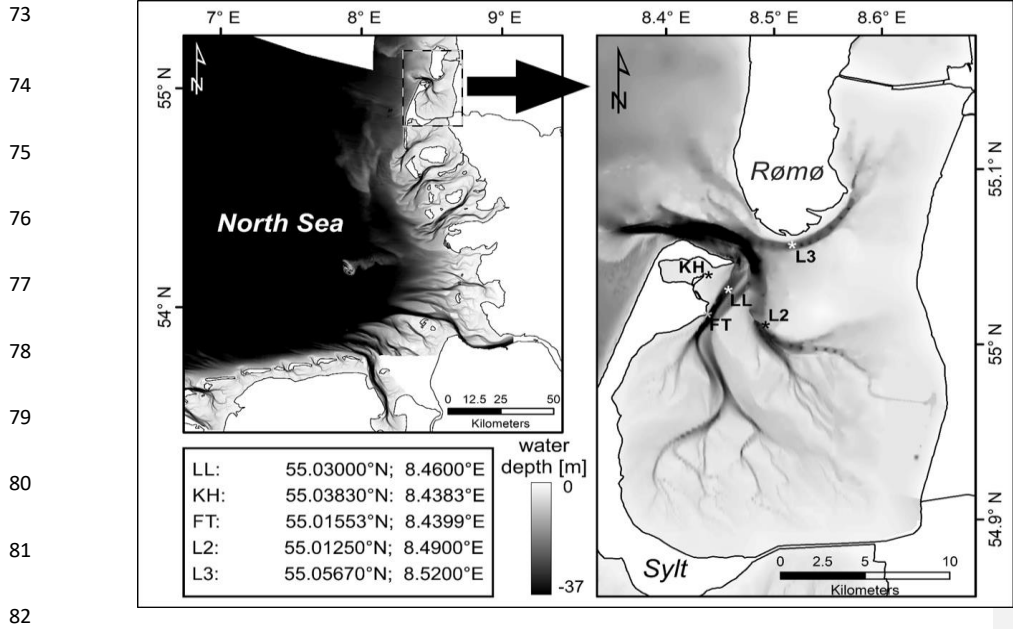 73
74
75
76
77
78
79
80
81
82
7° E 8° E 9° E
55° N
54° N
N
North Sea
0 12.5 25 50
Kilometers
LL: 55.03000°N; 8.4600°E
KH: 55.03830°N; 8.4383°E
FT: 55.01553°N; 8.4399°E
L2: 55.01250°N; 8.4900°E
L3: 55.05670°N; 8.5200°E
water
depth [m]
0
-37
8.4° E 8.5° E 8.6° E
N
Rømø
55.1° N
L3
KH
LL
FT
L2
55° N
54.9° N
Sylt
0 2.5 5 10
Kilometers